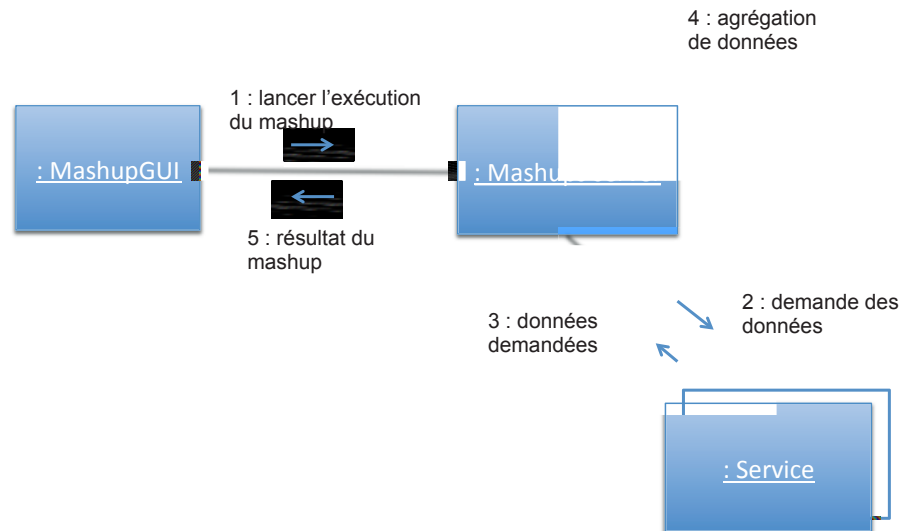 4 : agrégation
de données
1 : lancer l'exécution
du mashup
: MashupGUI
5 : résultat du
mashup
2 : demande des
données
3 : données
demandées
: Service